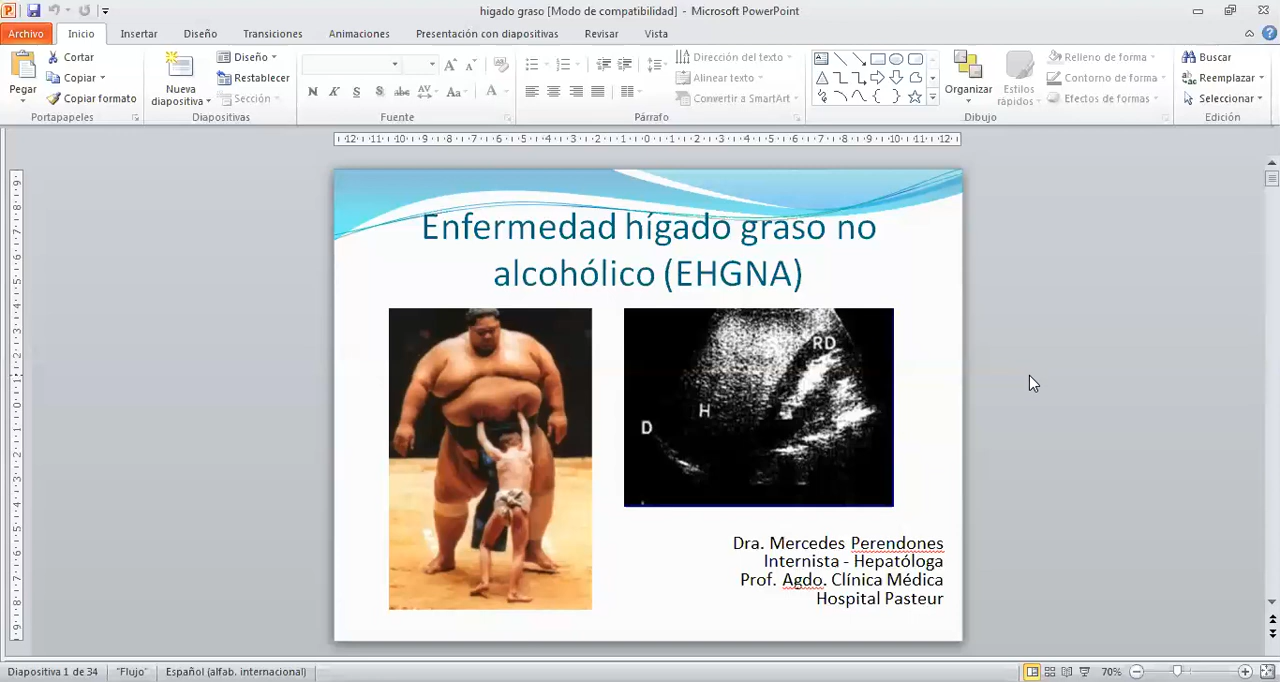 higado graso [Modo de compatibilidad] - Microsoft PowerPoint
Archivo Inicio Insertar Diseño Transiciones Animaciones Presentación con diapositivas Revisar Vista
Pegar
Cortar
Copiar
Copiar formato
Portapapeles
Nueva diapositiva
Diseño
Restablecer
Sección
Diapositivas
N K S S abc AV Aa A
Fuente
Dirección del texto
Alinear texto
Convertir a SmartArt
Párrafo
Organizar
Estilos rápidos
Relleno de forma
Contorno de forma
Efectos de formas
Dibujo
Buscar
Reemplazar
Seleccionar
Edición
Enfermedad hígado graso no
alcohólico (EHGNA)
RD
H
D
Dra. Mercedes Perendones
Internista - Hepatóloga
Prof. Agdo. Clínica Médica
Hospital Pasteur
Diapositiva 1 de 34 "Flujo" Español (alfab. internacional) 70%